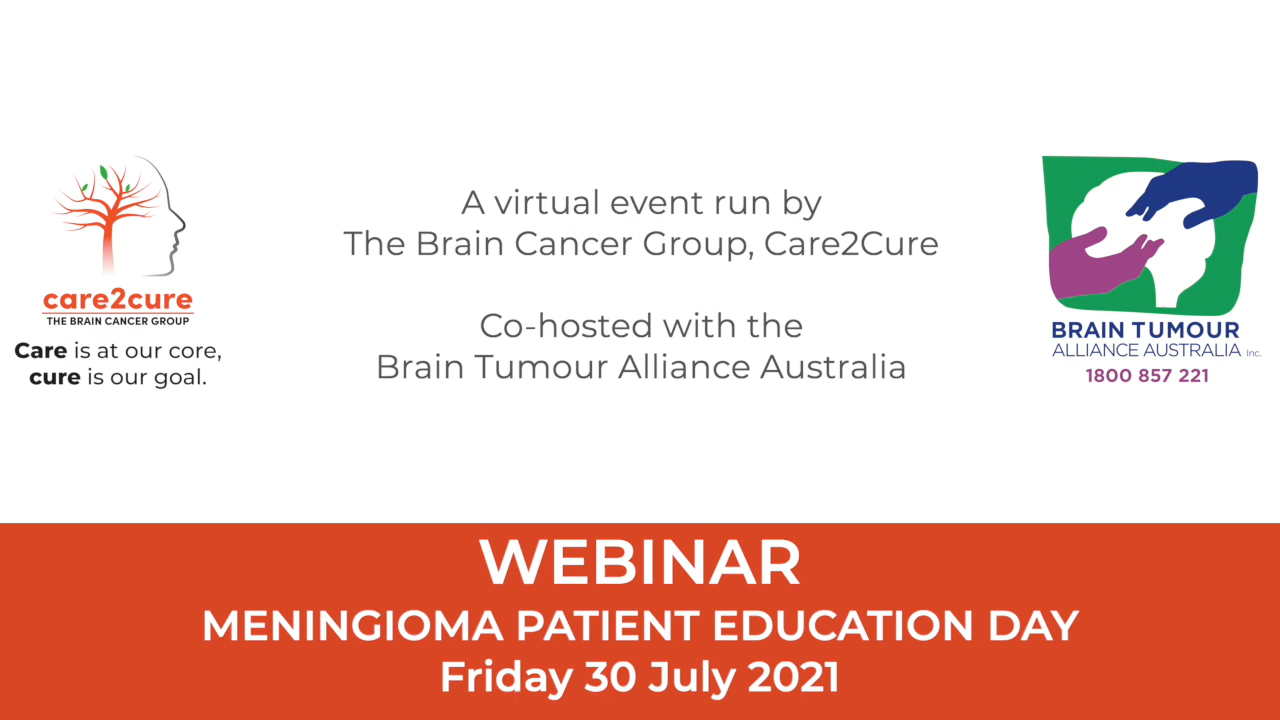 care2cure
THE BRAIN CANCER GROUP
Care is at our core,
cure is our goal.
A virtual event run by
The Brain Cancer Group, Care2Cure
Co-hosted with the
Brain Tumour Alliance Australia
BRAIN TUMOUR
ALLIANCE AUSTRALIA Inc.
1800 857 221
WEBINAR
MENINGIOMA PATIENT EDUCATION DAY
Friday 30 July 2021